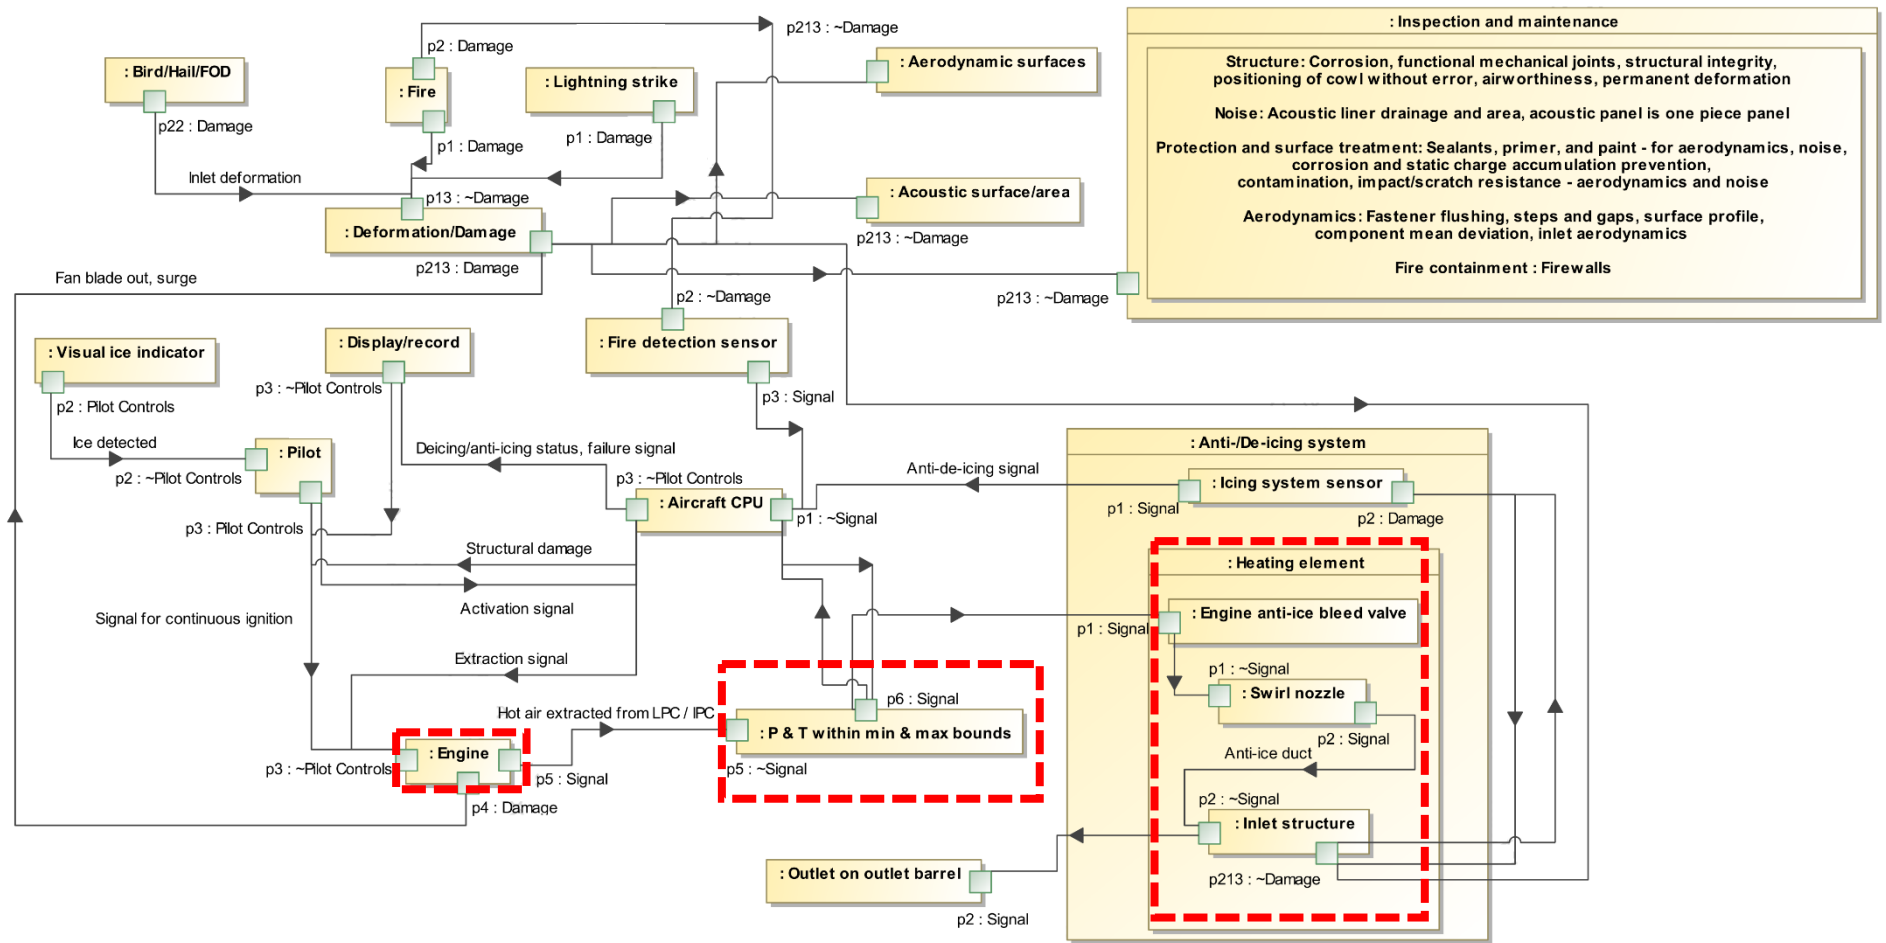 : Inspection and maintenance
Structure: Corrosion, functional mechanical joints, structural integrity,
positioning of cowl without error, airworthiness, permanent deformation
Noise: Acoustic liner drainage and area, acoustic panel is one piece panel
Protection and surface treatment: Sealants, primer, and paint - for aerodynamics, noise,
corrosion and static charge accumulation prevention,
contamination, impact/scratch resistance - aerodynamics and noise
Aerodynamics: Fastener flushing, steps and gaps, surface profile,
component mean deviation, inlet aerodynamics
Fire containment : Firewalls
p213 : ~Damage
: Bird/Hail/FOD
p22 : Damage
p2 : Damage
: Fire
p1 : Damage
: Lightning strike
p1 : Damage
p213 : ~Damage
: Aerodynamic surfaces
Inlet deformation
p13 : ~Damage
: Deformation/Damage
p213 : Damage
: Acoustic surface/area
p213 : ~Damage
Fan blade out, surge
p2 : ~Damage
: Fire detection sensor
p3 : Signal
: Visual ice indicator
p2 : Pilot Controls
: Display/record
p3 : ~Pilot Controls
Ice detected
: Pilot
p2 : ~Pilot Controls
p3 : Pilot Controls
Deicing/anti-icing status, failure signal
p3 : ~Pilot Controls
: Aircraft CPU
p1 : ~Signal
Anti-de-icing signal
: Anti-/De-icing system
: Icing system sensor
p1 : Signal
p2 : Damage
Structural damage
Activation signal
Signal for continuous ignition
Extraction signal
: Heating element
: Engine anti-ice bleed valve
p1 : Signal
p1 : ~Signal
: Swirl nozzle
p2 : Signal
Anti-ice duct
p2 : ~Signal
: Inlet structure
p213 : ~Damage
Hot air extracted from LPC / IPC
p6 : Signal
: P & T within min & max bounds
p5 : ~Signal
: Engine
p3 : ~Pilot Controls
p5 : Signal
p4 : Damage
: Outlet on outlet barrel
p2 : Signal